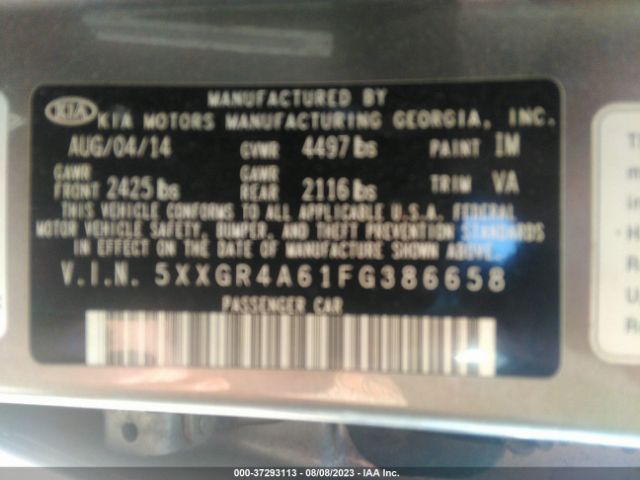 MANUFACTURED BY
KIA KIA MOTORS MANUFACTURING GEORGIA, INC.
AUG/04/14 GVWR 4497 lbs PAINT IM
GAWR FRONT 2425 lbs GAWR REAR 2116 lbs TRIM VA
THIS VEHICLE CONFORMS TO ALL APPLICABLE U.S.A. FEDERAL
MOTOR VEHICLE SAFETY, BUMPER, AND THEFT PREVENTION STANDARDS
IN EFFECT ON THE DATE OF MANUFACTURE SHOWN ABOVE.
V.I.N. 5XXGR4A61FG386658
PASSENGER CAR
000-37293113 - 08/08/2023 - IAA Inc.